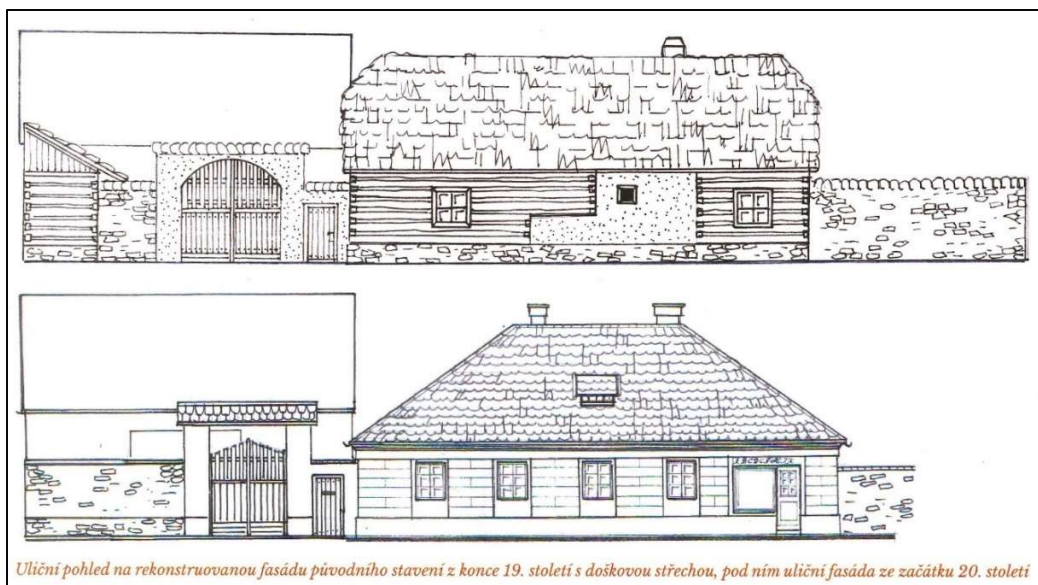 Uliční pohled na rekonstruovanou fasádu původního stavení z konce 19. století s doškovou střechou, pod ním uliční fasáda ze začátku 20. století